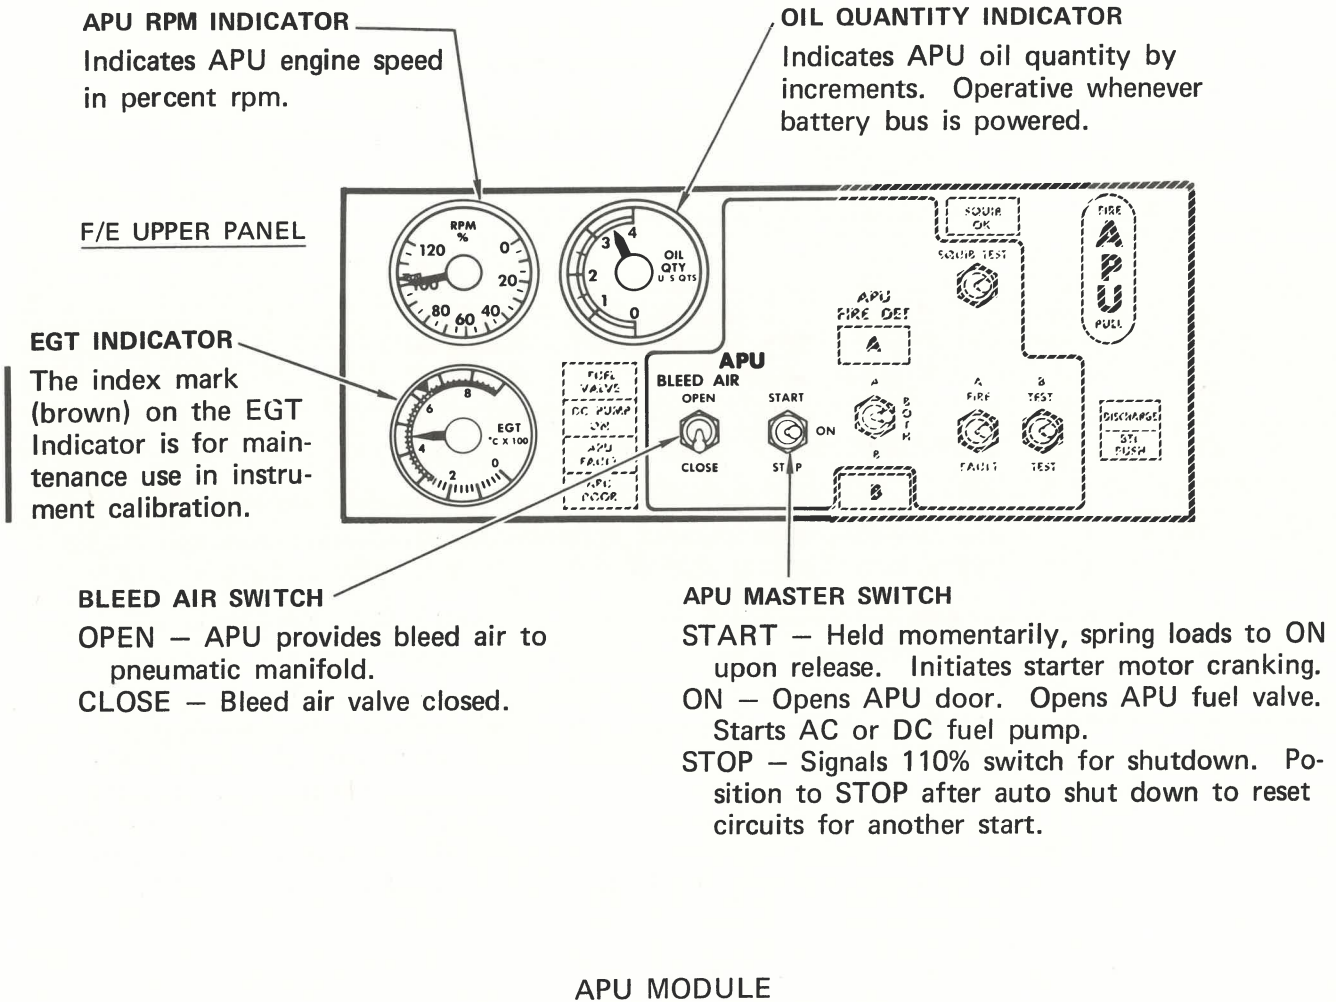 APU RPM INDICATOR
Indicates APU engine speed
in percent rpm.
OIL QUANTITY INDICATOR
Indicates APU oil quantity by
increments. Operative whenever
battery bus is powered.
F/E UPPER PANEL
RPM
%
120
0
20
40
60
80
100
4
3
2
1
0
OIL
QTY
U S QTS
SQUIB
OK
SQUIB TEST
FIRE
APU
PULL
APU
FIRE DET
A
EGT INDICATOR
The index mark
(brown) on the EGT
Indicator is for main-
tenance use in instru-
ment calibration.
8
6
4
2
0
EGT
°C X 100
FUEL
VALVE
DC PUMP
ON
APU
FAULT
APU
DOOR
APU
BLEED AIR
OPEN
CLOSE
START
ON
STOP
A
BOTH
B
B
A
FIRE
FAULT
B
TEST
TEST
DISCHARGE
BTL
PUSH
BLEED AIR SWITCH
OPEN — APU provides bleed air to
pneumatic manifold.
CLOSE — Bleed air valve closed.
APU MASTER SWITCH
START — Held momentarily, spring loads to ON
upon release. Initiates starter motor cranking.
ON — Opens APU door. Opens APU fuel valve.
Starts AC or DC fuel pump.
STOP — Signals 110% switch for shutdown. Po-
sition to STOP after auto shut down to reset
circuits for another start.
APU MODULE